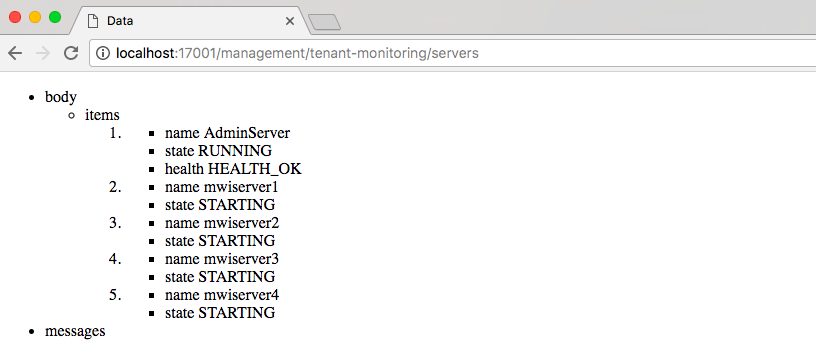 Data
localhost:17001/management/tenant-monitoring/servers
body
items
1. name AdminServer
state RUNNING
health HEALTH_OK
2. name mwiserver1
state STARTING
3. name mwiserver2
state STARTING
4. name mwiserver3
state STARTING
5. name mwiserver4
state STARTING
messages